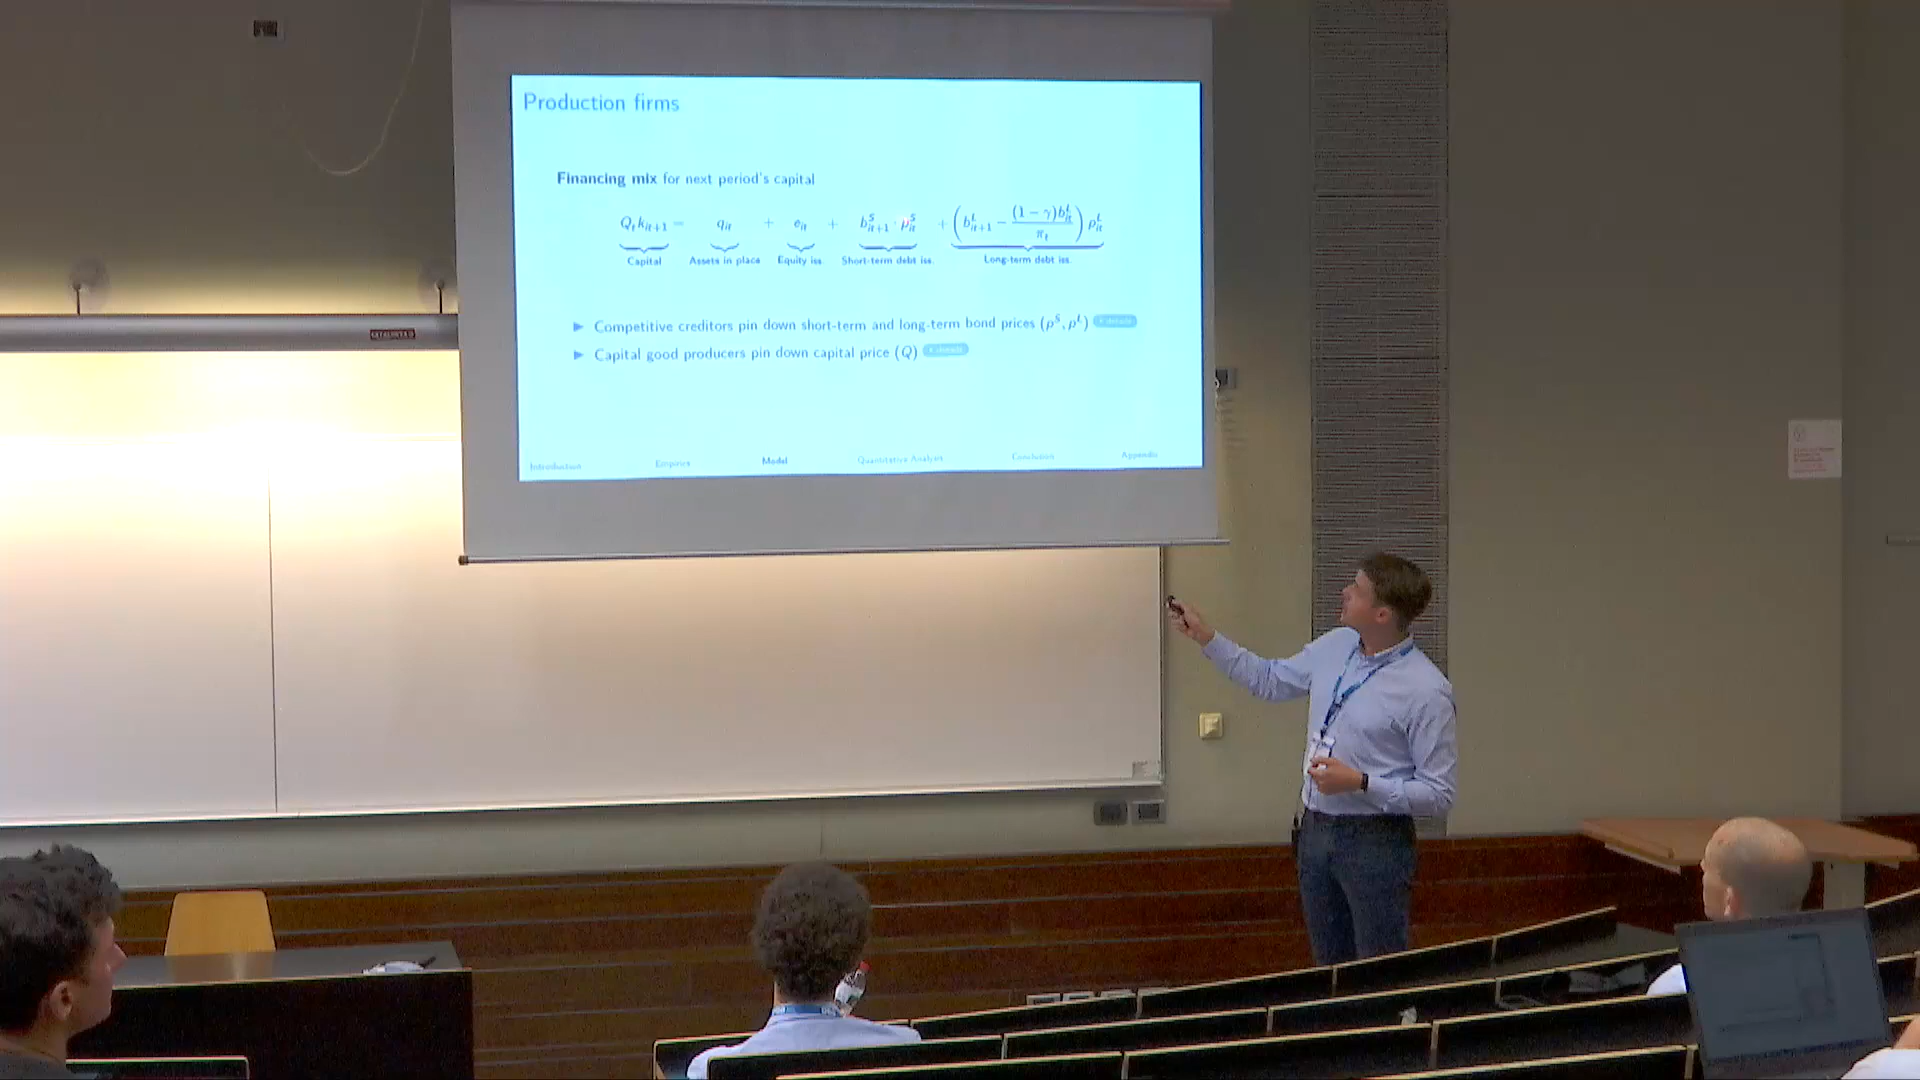 Production firms
Financing mix for next period's capital
Q_t k_{it+1} = q_{it} + e_{it} + b^S_{it+1} · p^S_{it} + ( b^L_{it+1} − (1 − γ)b^L_{it} / π_t ) p^L_{it}
Capital Assets in place Equity iss. Short-term debt iss. Long-term debt iss.
▶ Competitive creditors pin down short-term and long-term bond prices (p^S, p^L)
▶ Capital good producers pin down capital price (Q)
Introduction Empirics Model Quantitative Analysis Conclusion Appendix